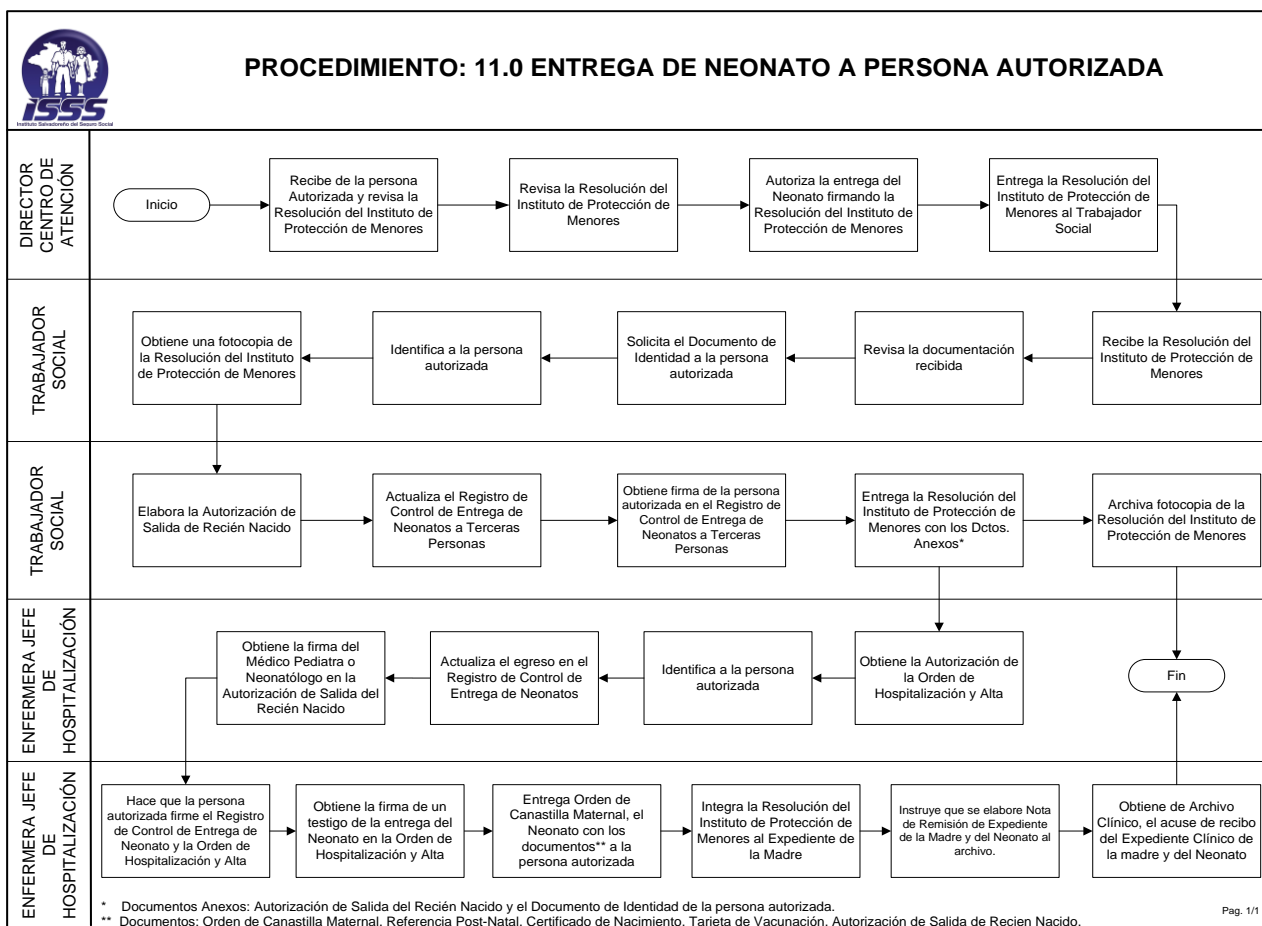 ISSS
Instituto Salvadoreño del Seguro Social
PROCEDIMIENTO: 11.0 ENTREGA DE NEONATO A PERSONA AUTORIZADA
DIRECTOR
CENTRO DE
ATENCIÓN
Inicio
Recibe de la persona
Autorizada y revisa la
Resolución del Instituto de
Protección de Menores
Revisa la Resolución del
Instituto de Protección de
Menores
Autoriza la entrega del
Neonato firmando la
Resolución del Instituto de
Protección de Menores
Entrega la Resolución del
Instituto de Protección de
Menores al Trabajador
Social
TRABAJADOR
SOCIAL
Recibe la Resolución del
Instituto de Protección de
Menores
Revisa la documentación
recibida
Solicita el Documento de
Identidad a la persona
autorizada
Identifica a la persona
autorizada
Obtiene una fotocopia de
la Resolución del Instituto
de Protección de Menores
TRABAJADOR
SOCIAL
Elabora la Autorización de
Salida de Recién Nacido
Actualiza el Registro de
Control de Entrega de
Neonatos a Terceras
Personas
Obtiene firma de la persona
autorizada en el Registro de
Control de Entrega de
Neonatos a Terceras
Personas
Entrega la Resolución del
Instituto de Protección de
Menores con los Dctos.
Anexos*
Archiva fotocopia de la
Resolución del Instituto de
Protección de Menores
ENFERMERA JEFE
DE
HOSPITALIZACIÓN
Obtiene la Autorización de
la Orden de
Hospitalización y Alta
Identifica a la persona
autorizada
Actualiza el egreso en el
Registro de Control de
Entrega de Neonatos
Obtiene la firma del
Médico Pediatra o
Neonatólogo en la
Autorización de Salida del
Recién Nacido
Fin
ENFERMERA JEFE
DE
HOSPITALIZACIÓN
Hace que la persona
autorizada firme el Registro
de Control de Entrega de
Neonato y la Orden de
Hospitalización y Alta
Obtiene la firma de un
testigo de la entrega del
Neonato en la Orden de
Hospitalización y Alta
Entrega Orden de
Canastilla Maternal, el
Neonato con los
documentos** a la
persona autorizada
Integra la Resolución del
Instituto de Protección de
Menores al Expediente de
la Madre
Instruye que se elabore Nota
de Remisión de Expediente
de la Madre y del Neonato al
archivo.
Obtiene de Archivo
Clínico, el acuse de recibo
del Expediente Clínico de
la madre y del Neonato
* Documentos Anexos: Autorización de Salida del Recién Nacido y el Documento de Identidad de la persona autorizada.
** Documentos: Orden de Canastilla Maternal, Referencia Post-Natal, Certificado de Nacimiento, Tarjeta de Vacunación, Autorización de Salida de Recien Nacido.
Pag. 1/1